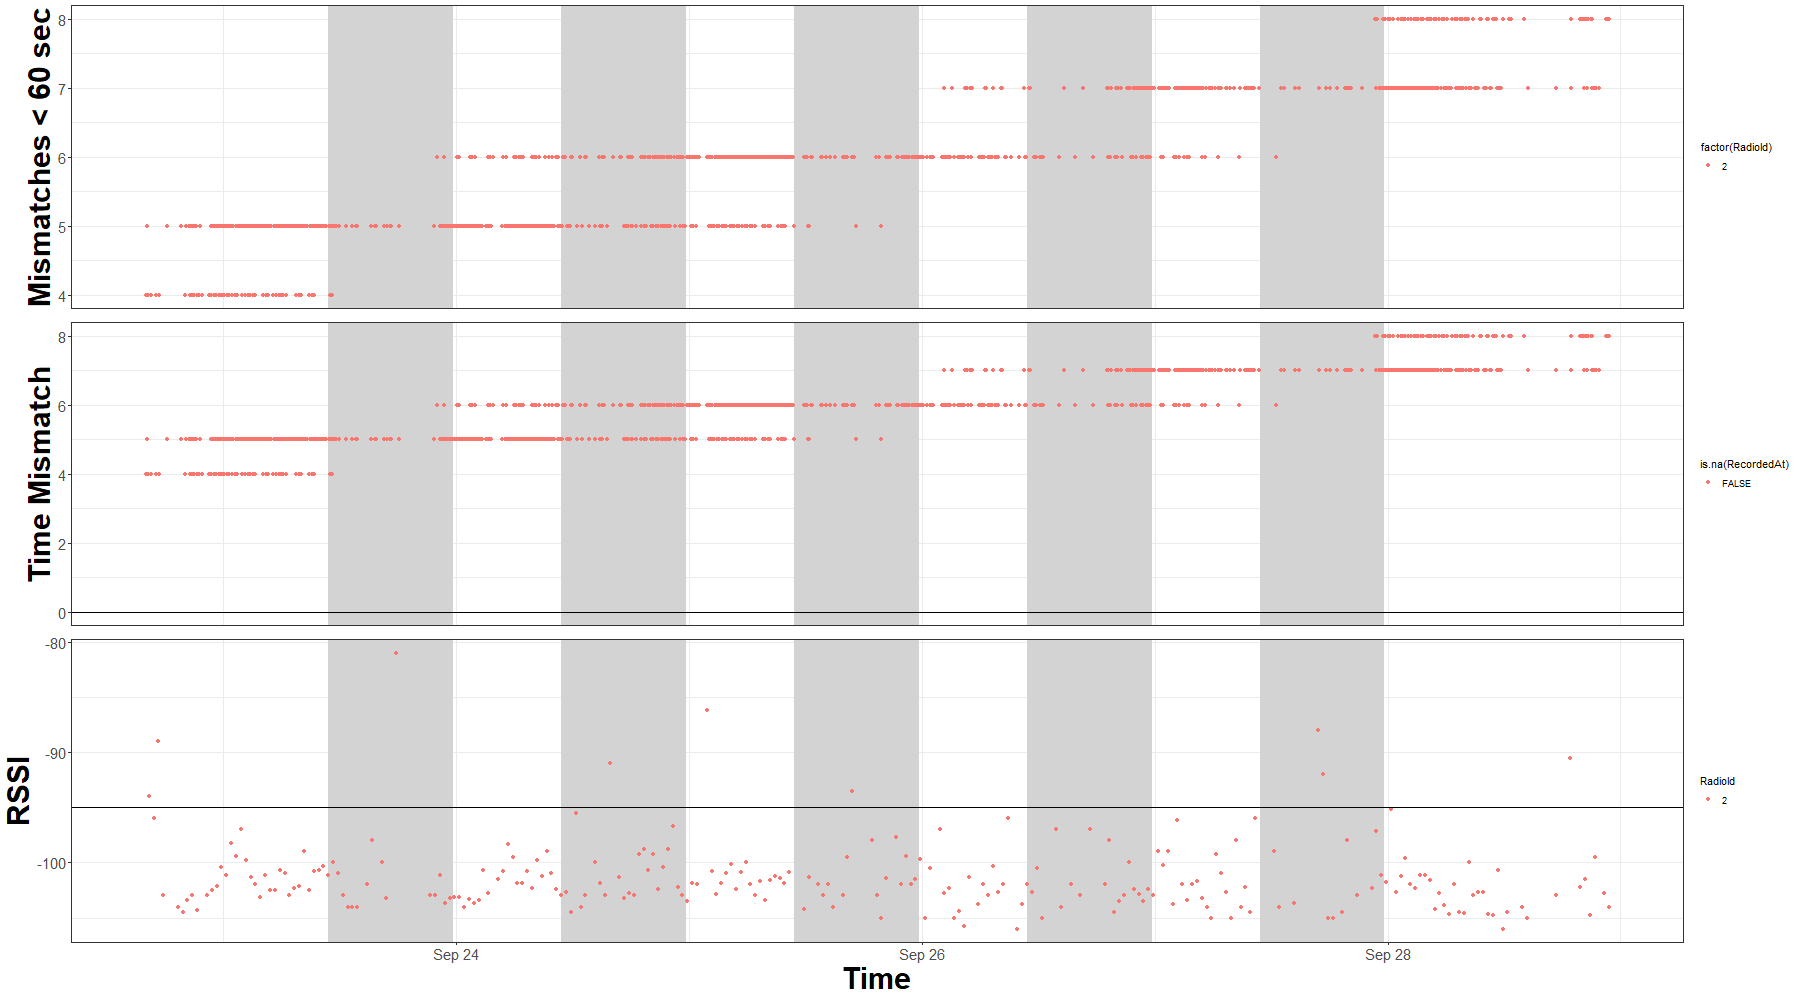 Mismatches < 60 sec
8
7
6
5
4
factor(RadioId)
2
Time Mismatch
8
6
4
2
0
is.na(RecordedAt)
FALSE
RSSI
-80
-90
-100
RadioId
2
Sep 24
Sep 26
Sep 28
Time